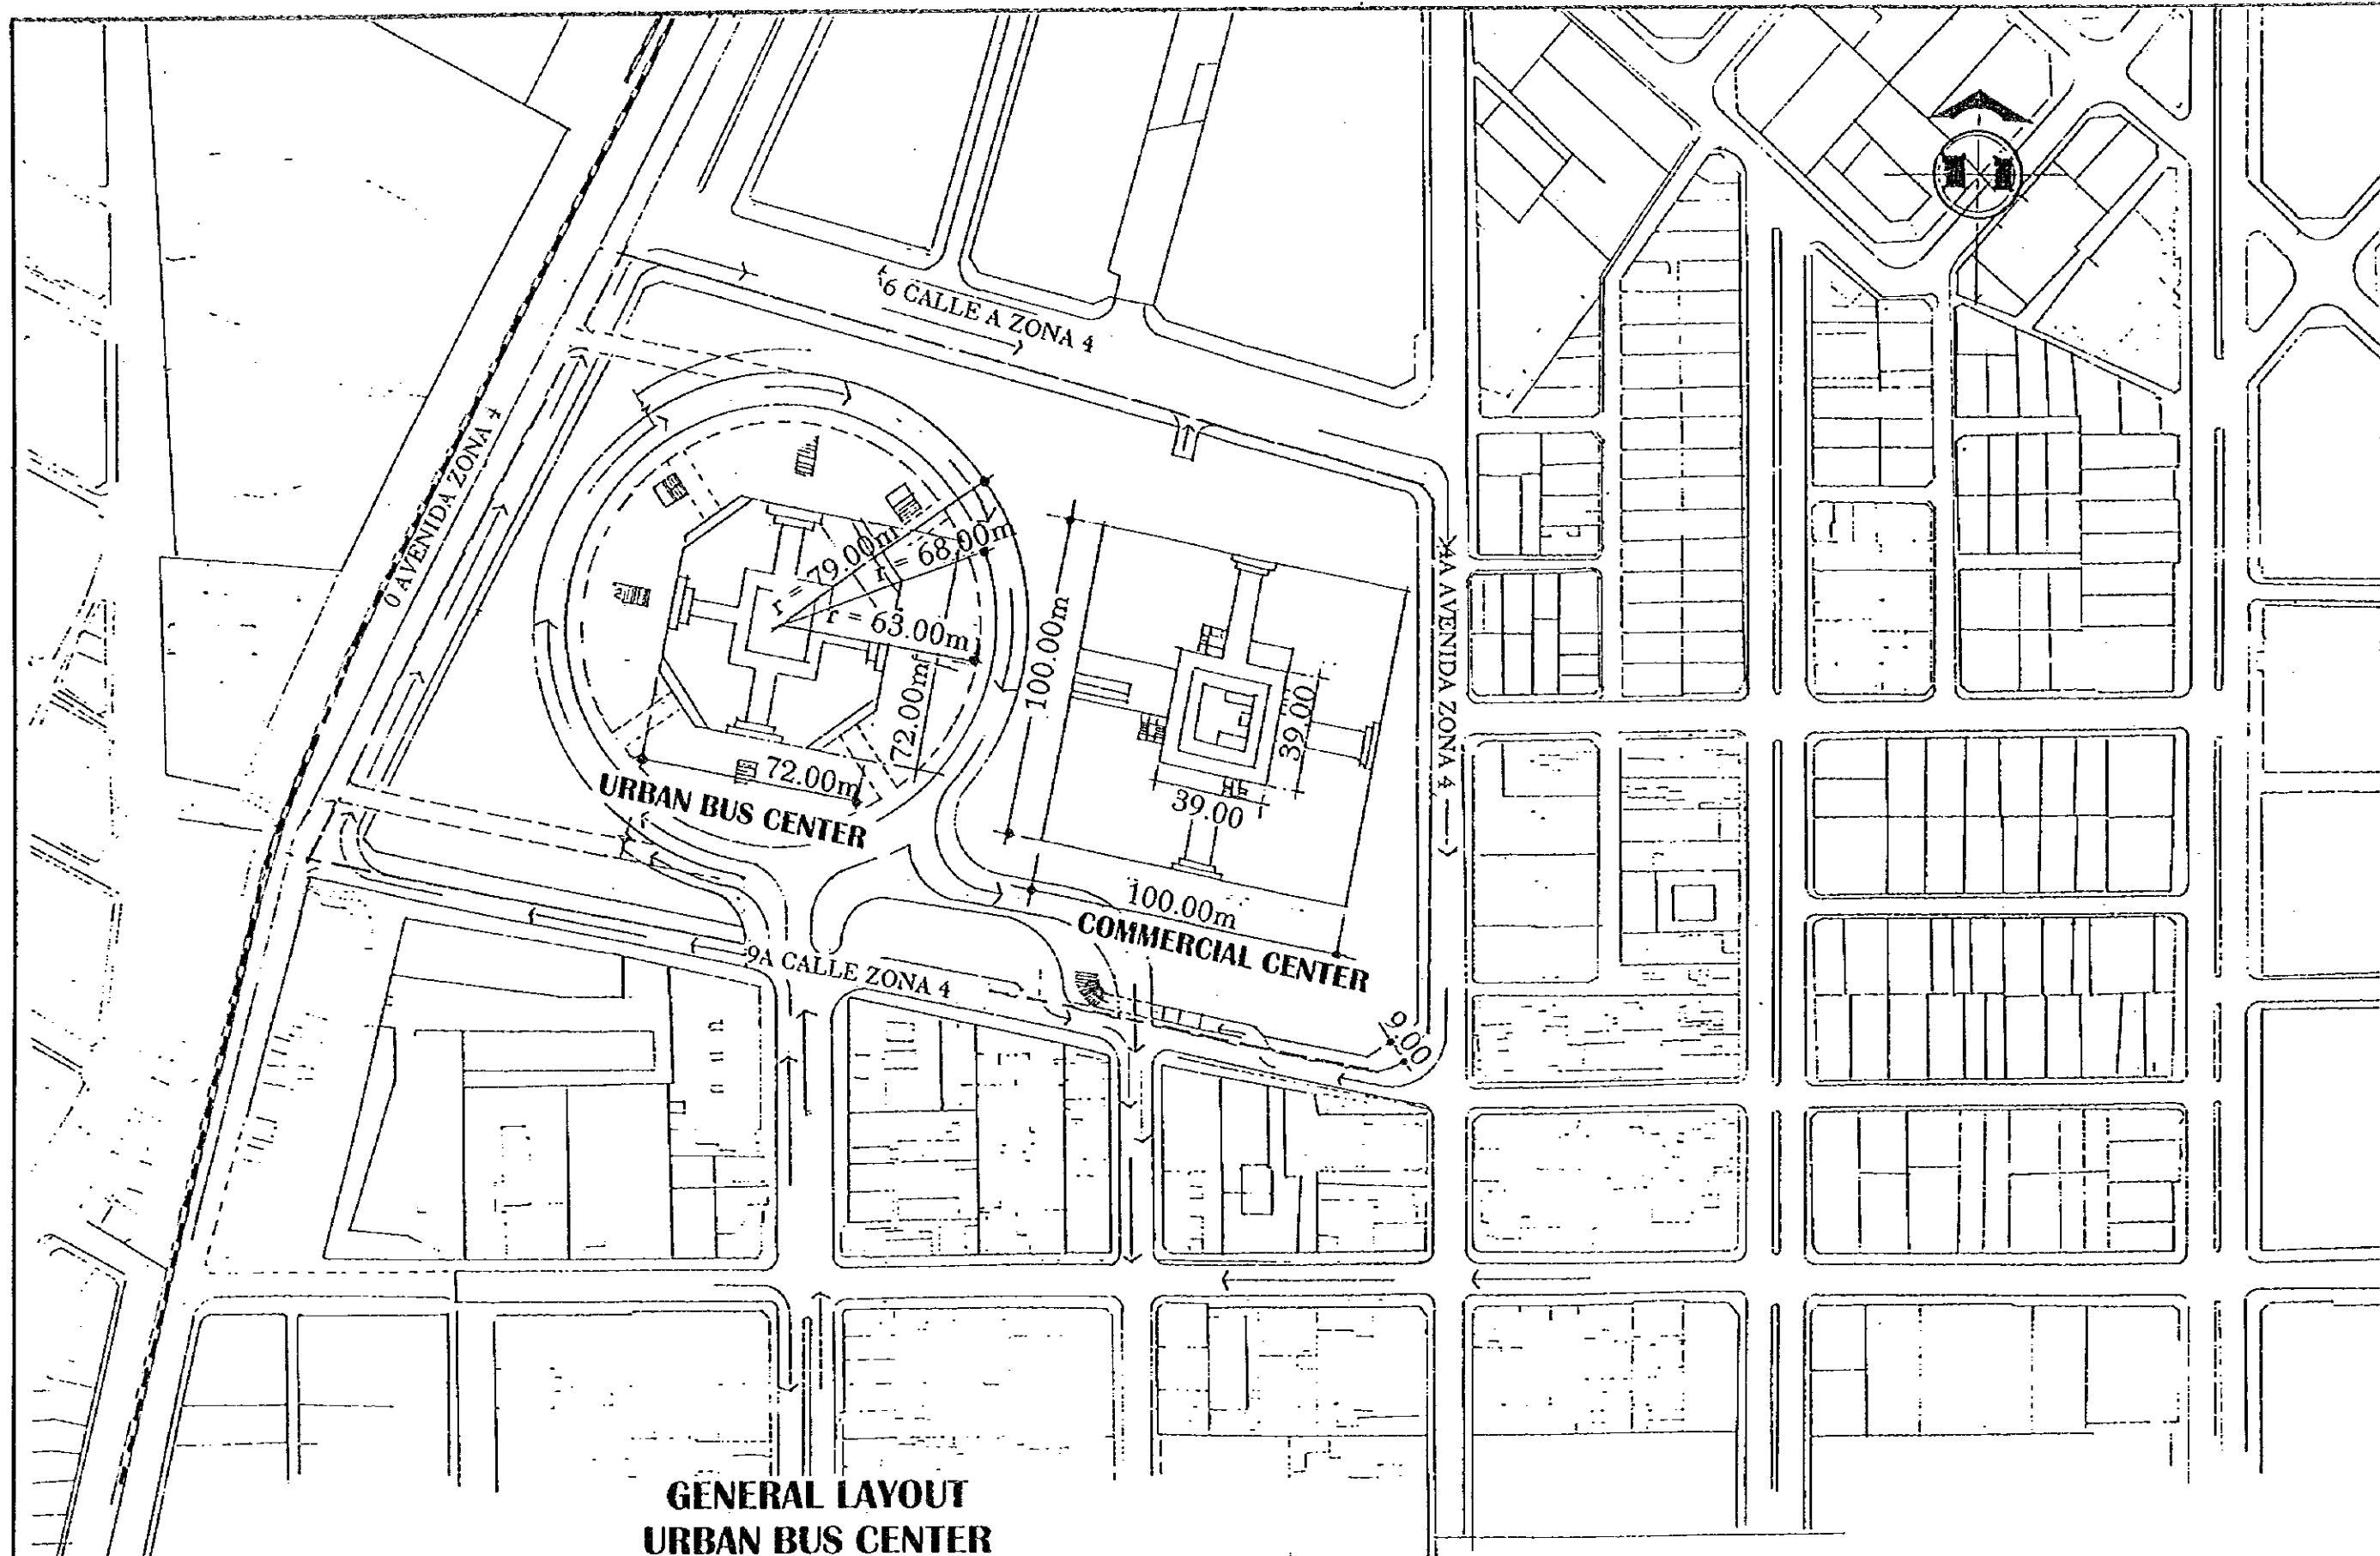 6 CALLE A ZONA 4
0 AVENIDA ZONA 4
r = 79.00m
r = 68.00m
r = 63.00m
72.00m
72.00m
URBAN BUS CENTER
100.00m
39.00
39.00
100.00m
COMMERCIAL CENTER
4A AVENIDA ZONA 4
9A CALLE ZONA 4
9.00
GENERAL LAYOUT
URBAN BUS CENTER